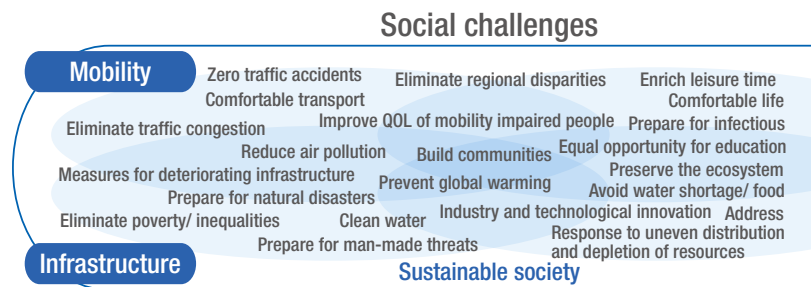 Social challenges
Mobility
Zero traffic accidents
Eliminate regional disparities
Enrich leisure time
Comfortable transport
Comfortable life
Eliminate traffic congestion
Improve QOL of mobility impaired people
Prepare for infectious
Reduce air pollution
Build communities
Equal opportunity for education
Measures for deteriorating infrastructure
Prevent global warming
Preserve the ecosystem
Prepare for natural disasters
Avoid water shortage/ food
Eliminate poverty/ inequalities
Clean water
Industry and technological innovation
Address
Prepare for man-made threats
Response to uneven distribution
and depletion of resources
Infrastructure
Sustainable society